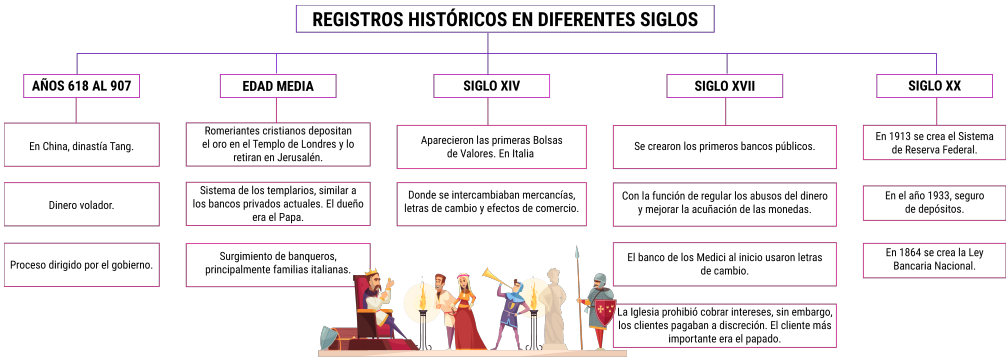 REGISTROS HISTÓRICOS EN DIFERENTES SIGLOS
AÑOS 618 AL 907
En China, dinastía Tang.
Dinero volador.
Proceso dirigido por el gobierno.
EDAD MEDIA
Romeriantes cristianos depositan
el oro en el Templo de Londres y lo
retiran en Jerusalén.
Sistema de los templarios, similar a
los bancos privados actuales. El dueño
era el Papa.
Surgimiento de banqueros,
principalmente familias italianas.
SIGLO XIV
Aparecieron las primeras Bolsas
de Valores. En Italia
Donde se intercambiaban mercancías,
letras de cambio y efectos de comercio.
SIGLO XVII
Se crearon los primeros bancos públicos.
Con la función de regular los abusos del dinero
y mejorar la acuñación de las monedas.
El banco de los Medici al inicio usaron letras
de cambio.
La Iglesia prohibió cobrar intereses, sin embargo,
los clientes pagaban a discreción. El cliente más
importante era el papado.
SIGLO XX
En 1913 se crea el Sistema
de Reserva Federal.
En el año 1933, seguro
de depósitos.
En 1864 se crea la Ley
Bancaria Nacional.